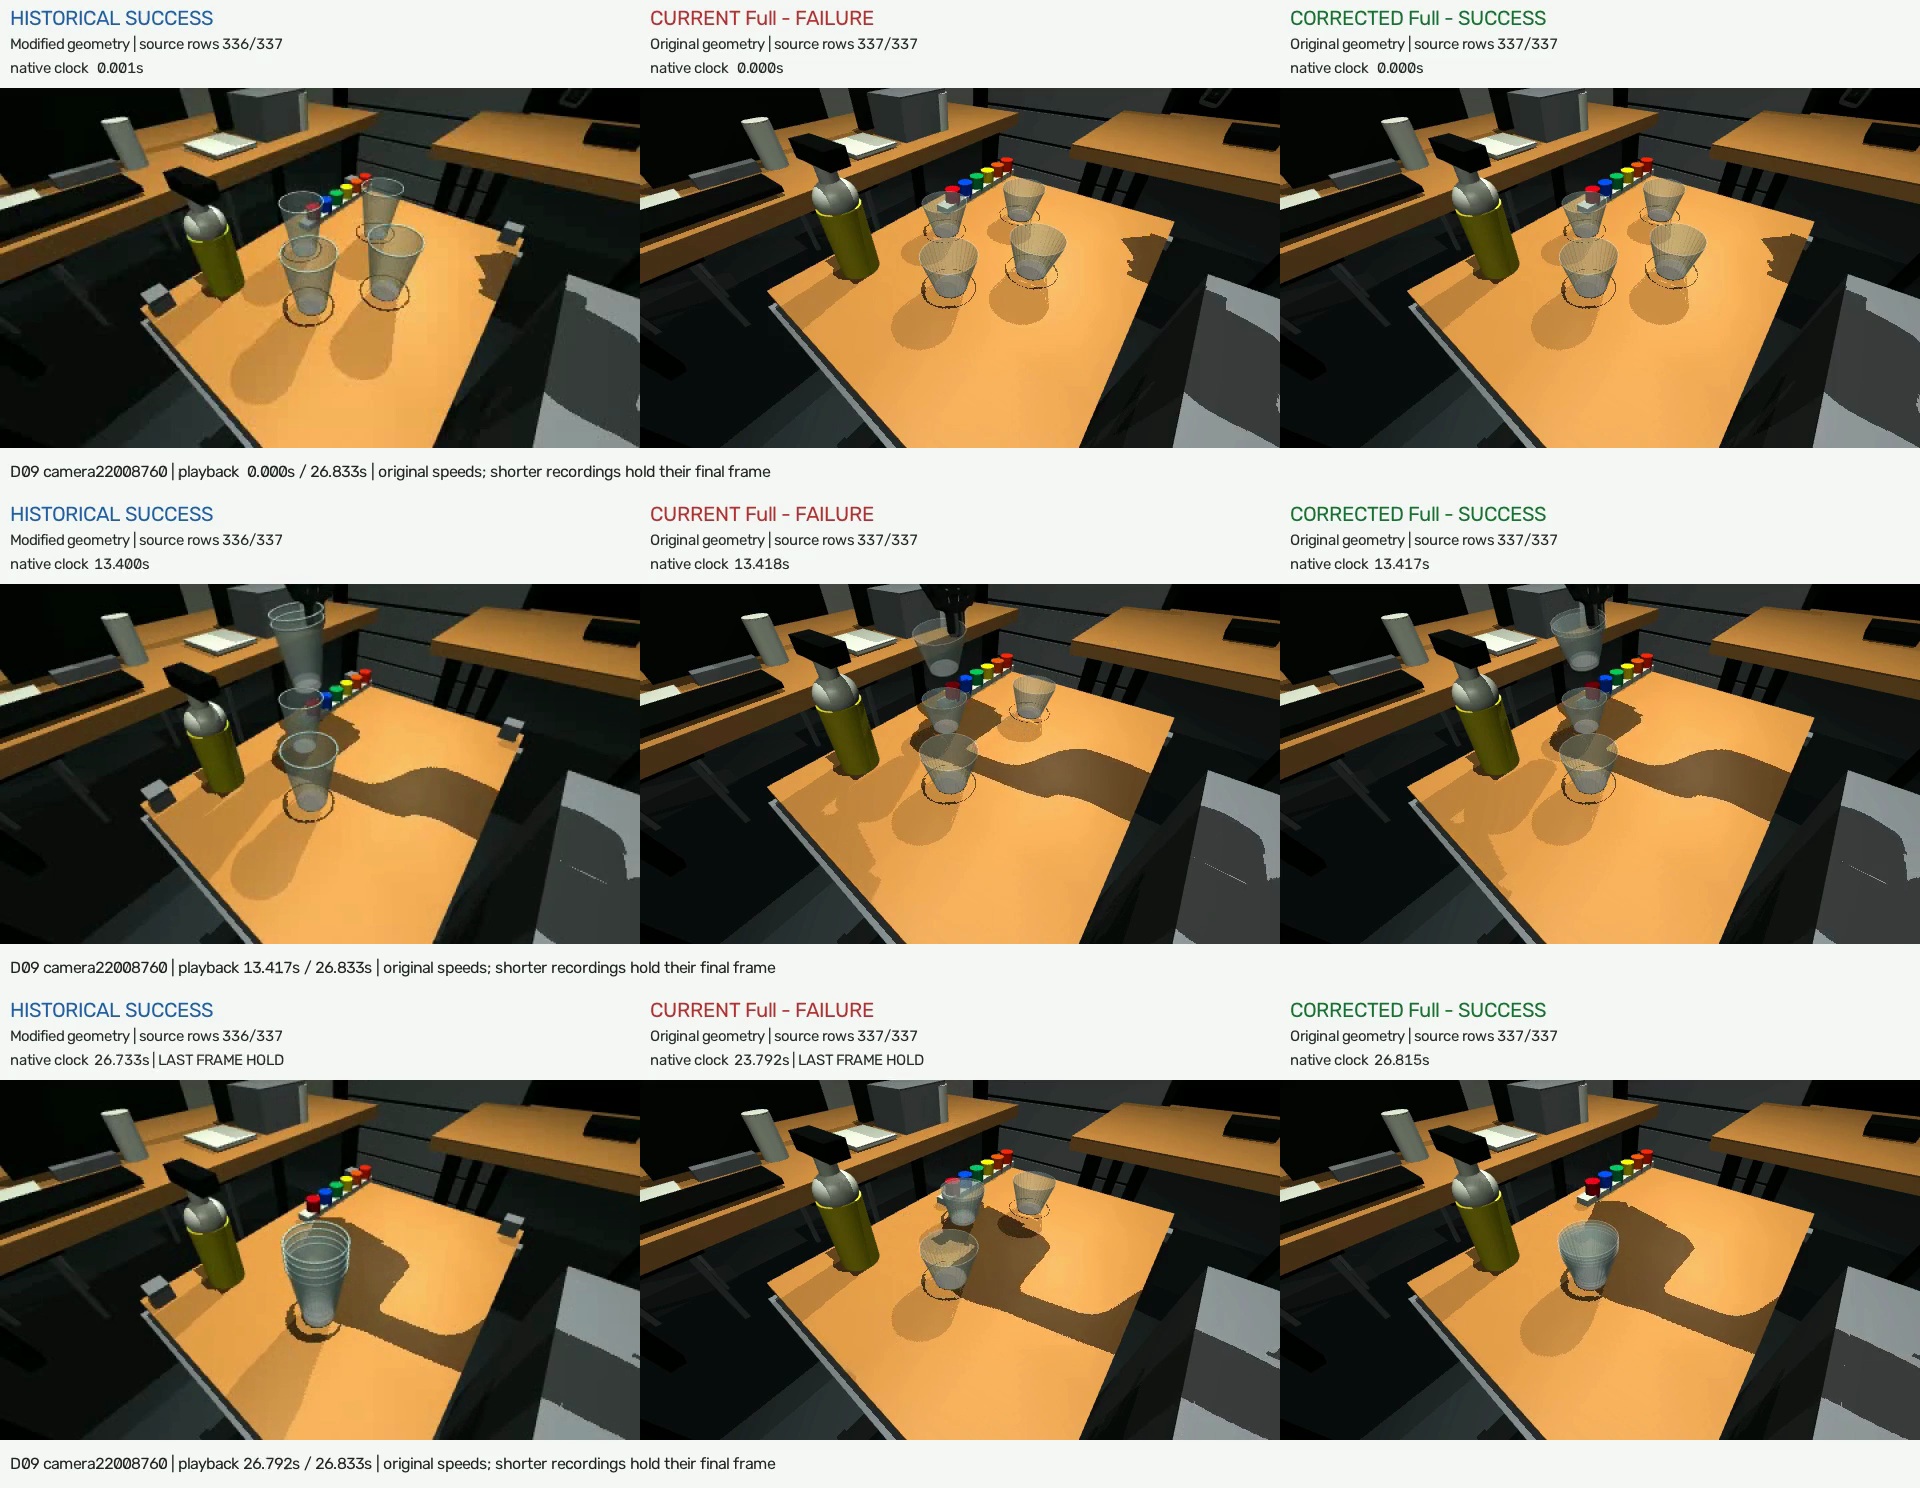 HISTORICAL SUCCESS
Modified geometry | source rows 336/337
native clock 0.001s
CURRENT Full - FAILURE
Original geometry | source rows 337/337
native clock 0.000s
CORRECTED Full - SUCCESS
Original geometry | source rows 337/337
native clock 0.000s
D09 camera22008760 | playback 0.000s / 26.833s | original speeds; shorter recordings hold their final frame
HISTORICAL SUCCESS
Modified geometry | source rows 336/337
native clock 13.400s
CURRENT Full - FAILURE
Original geometry | source rows 337/337
native clock 13.418s
CORRECTED Full - SUCCESS
Original geometry | source rows 337/337
native clock 13.417s
D09 camera22008760 | playback 13.417s / 26.833s | original speeds; shorter recordings hold their final frame
HISTORICAL SUCCESS
Modified geometry | source rows 336/337
native clock 26.733s | LAST FRAME HOLD
CURRENT Full - FAILURE
Original geometry | source rows 337/337
native clock 23.792s | LAST FRAME HOLD
CORRECTED Full - SUCCESS
Original geometry | source rows 337/337
native clock 26.815s
D09 camera22008760 | playback 26.792s / 26.833s | original speeds; shorter recordings hold their final frame